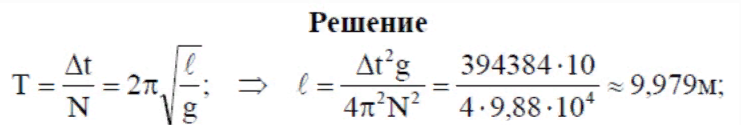 Решение
T = Δt/N = 2π√(ℓ/g); ⇒ ℓ = Δt²g/4π²N² = 394384·10/4·9,88·10⁴ ≈ 9,979м;